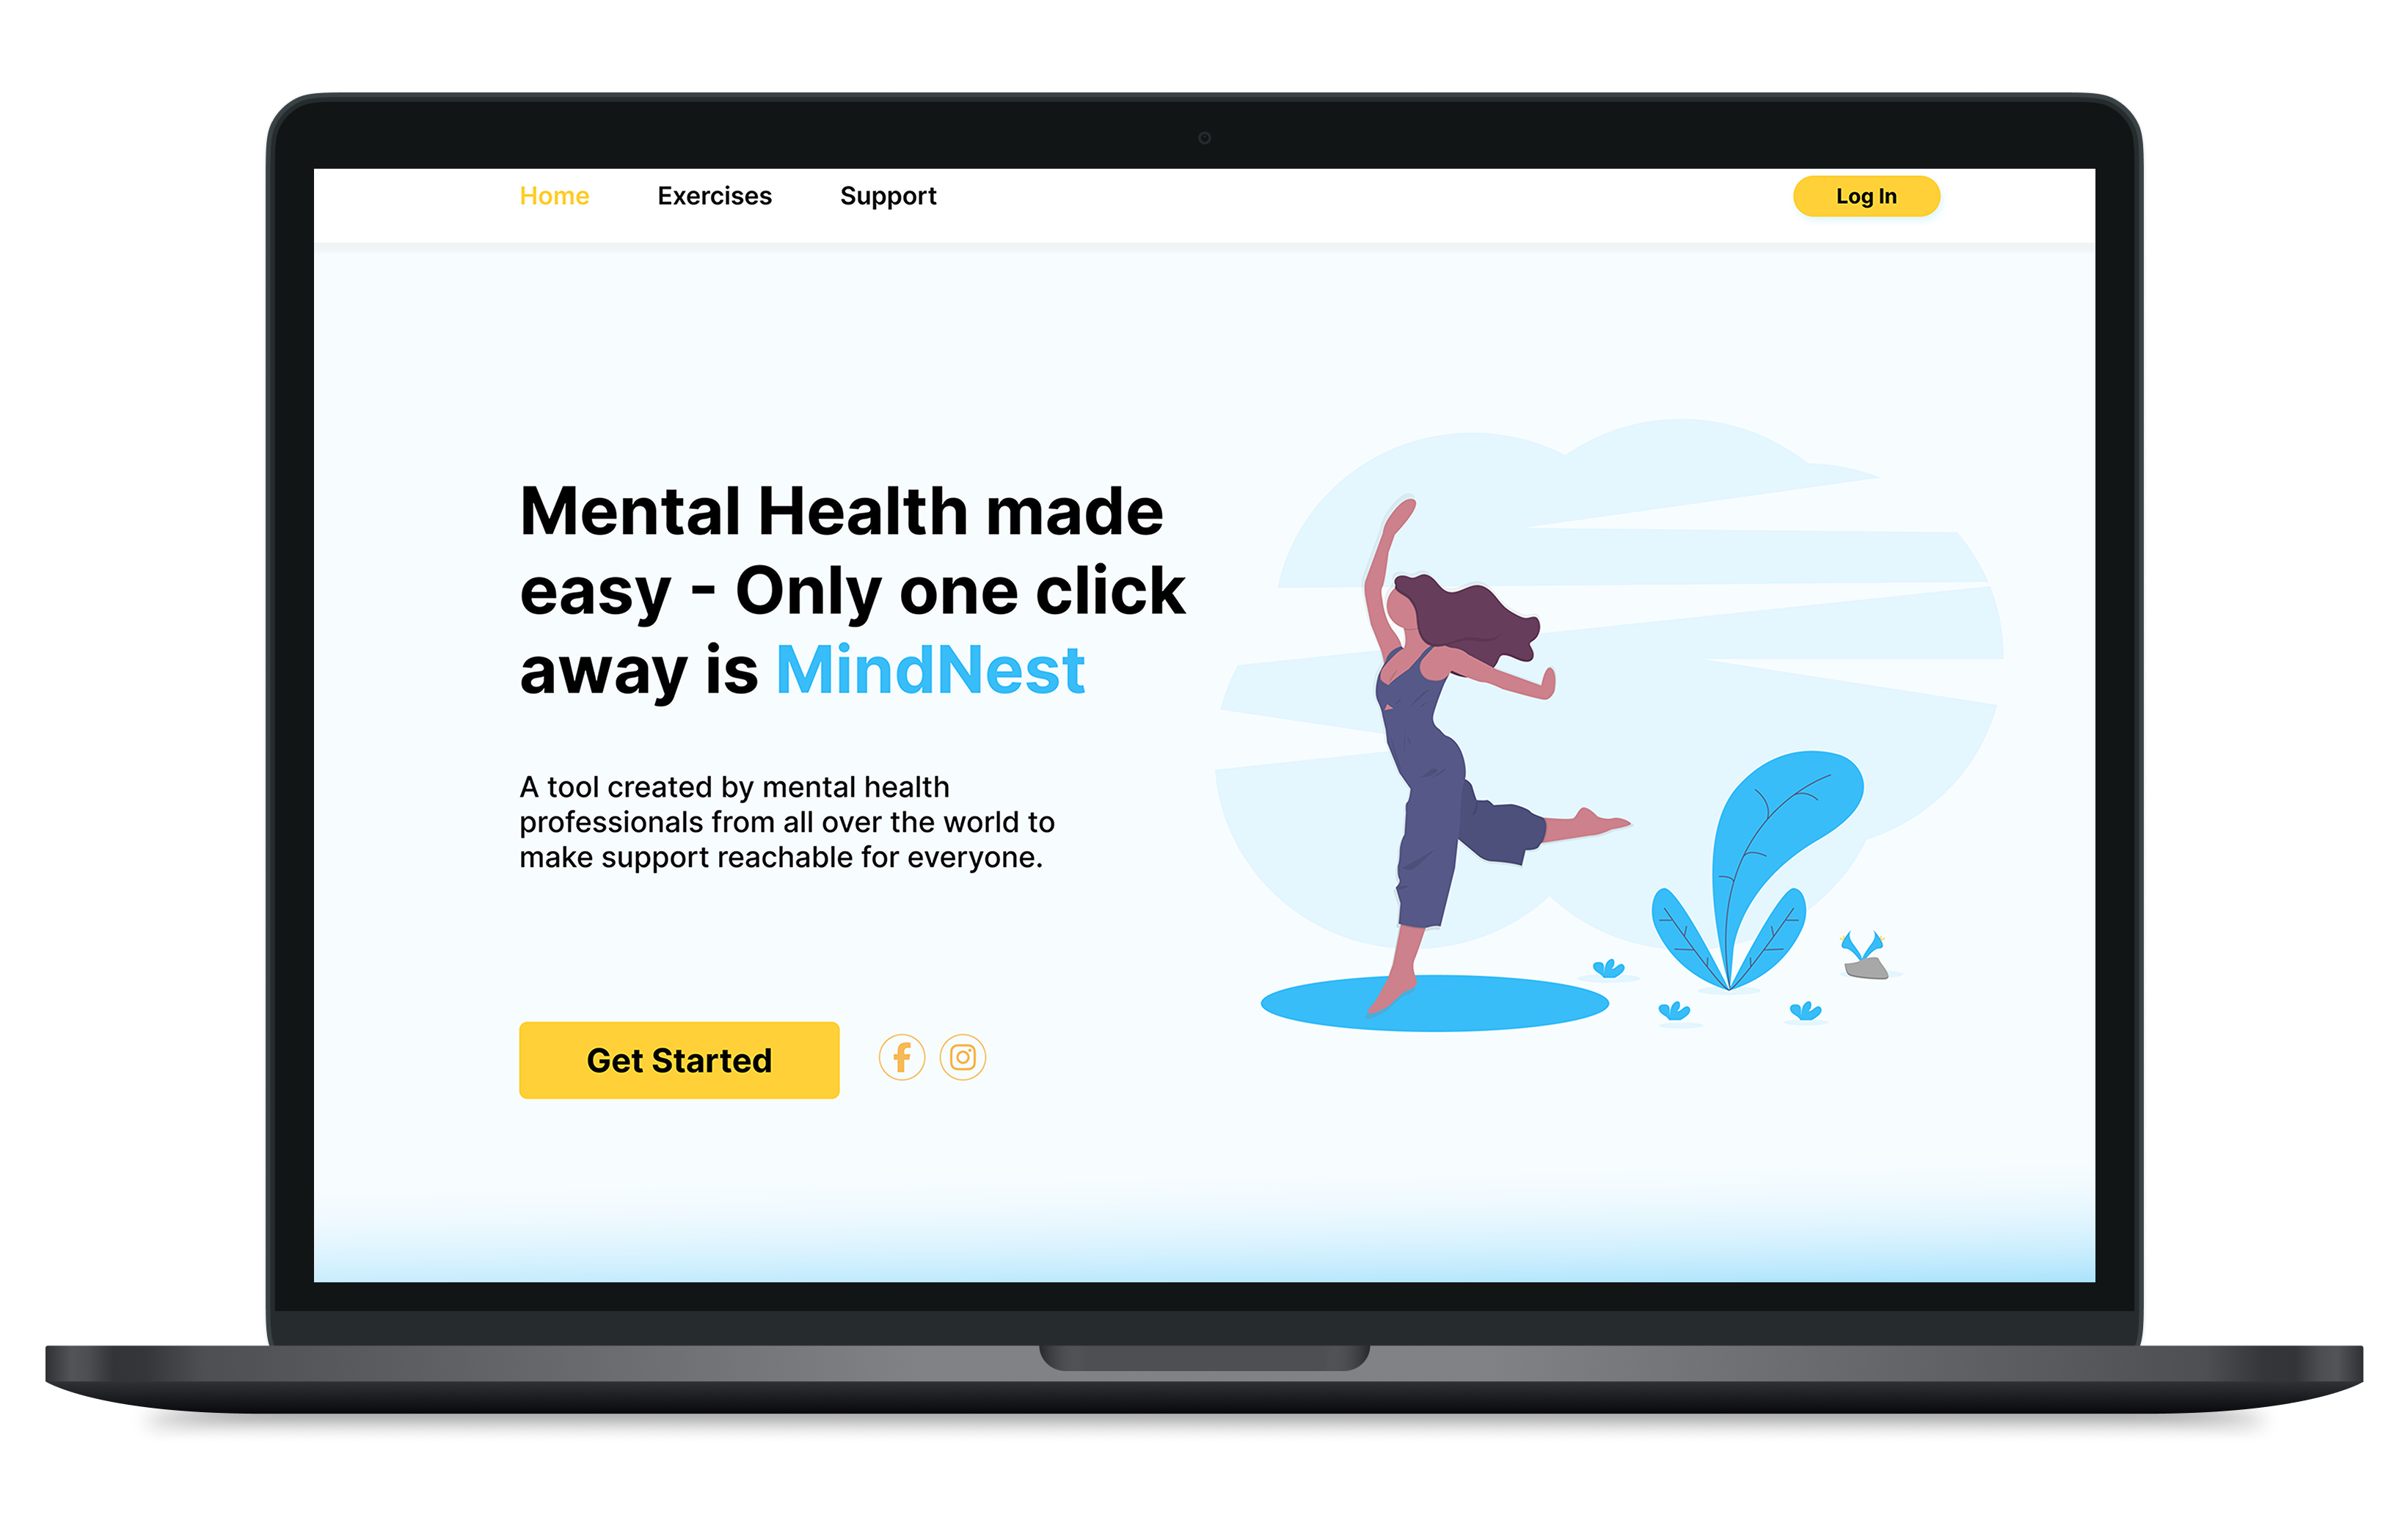 Home
Exercises
Support
Log In
Mental Health made
easy - Only one click
away is MindNest
A tool created by mental health
professionals from all over the world to
make support reachable for everyone.
Get Started